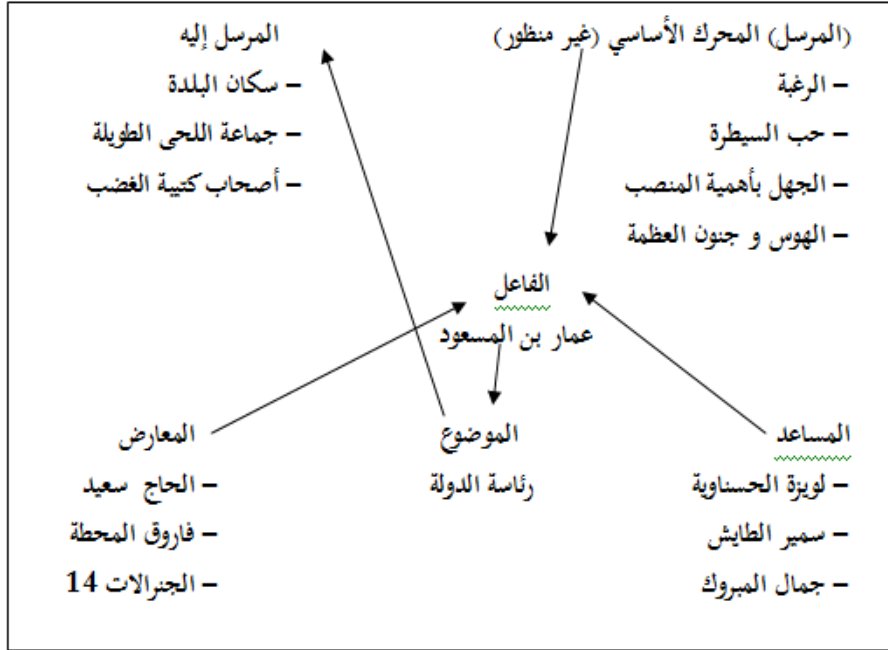 (المرسل) المحرك الأساسي (غير منظور)
– الرغبة
– حب السيطرة
– الجهل بأهمية المنصب
– الهوس و جنون العظمة
المرسل إليه
– سكان البلدة
– جماعة اللحى الطويلة
– أصحاب كتيبة الغضب
الفاعل
عمار بن المسعود
المساعد
– لويزة الحسناوية
– سمير الطايش
– جمال المبروك
الموضوع
رئاسة الدولة
المعارض
– الحاج سعيد
– فاروق المحطة
– الجنرالات 14